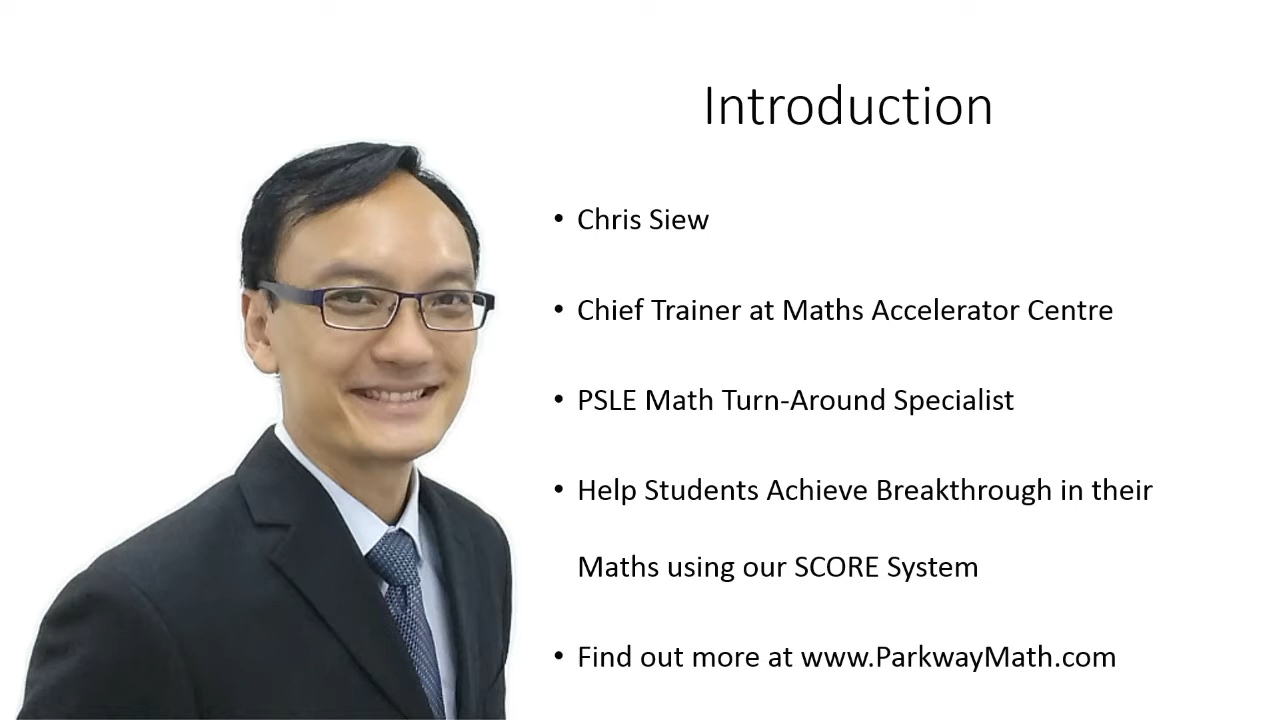 Introduction
• Chris Siew
• Chief Trainer at Maths Accelerator Centre
• PSLE Math Turn-Around Specialist
• Help Students Achieve Breakthrough in their
Maths using our SCORE System
• Find out more at www.ParkwayMath.com